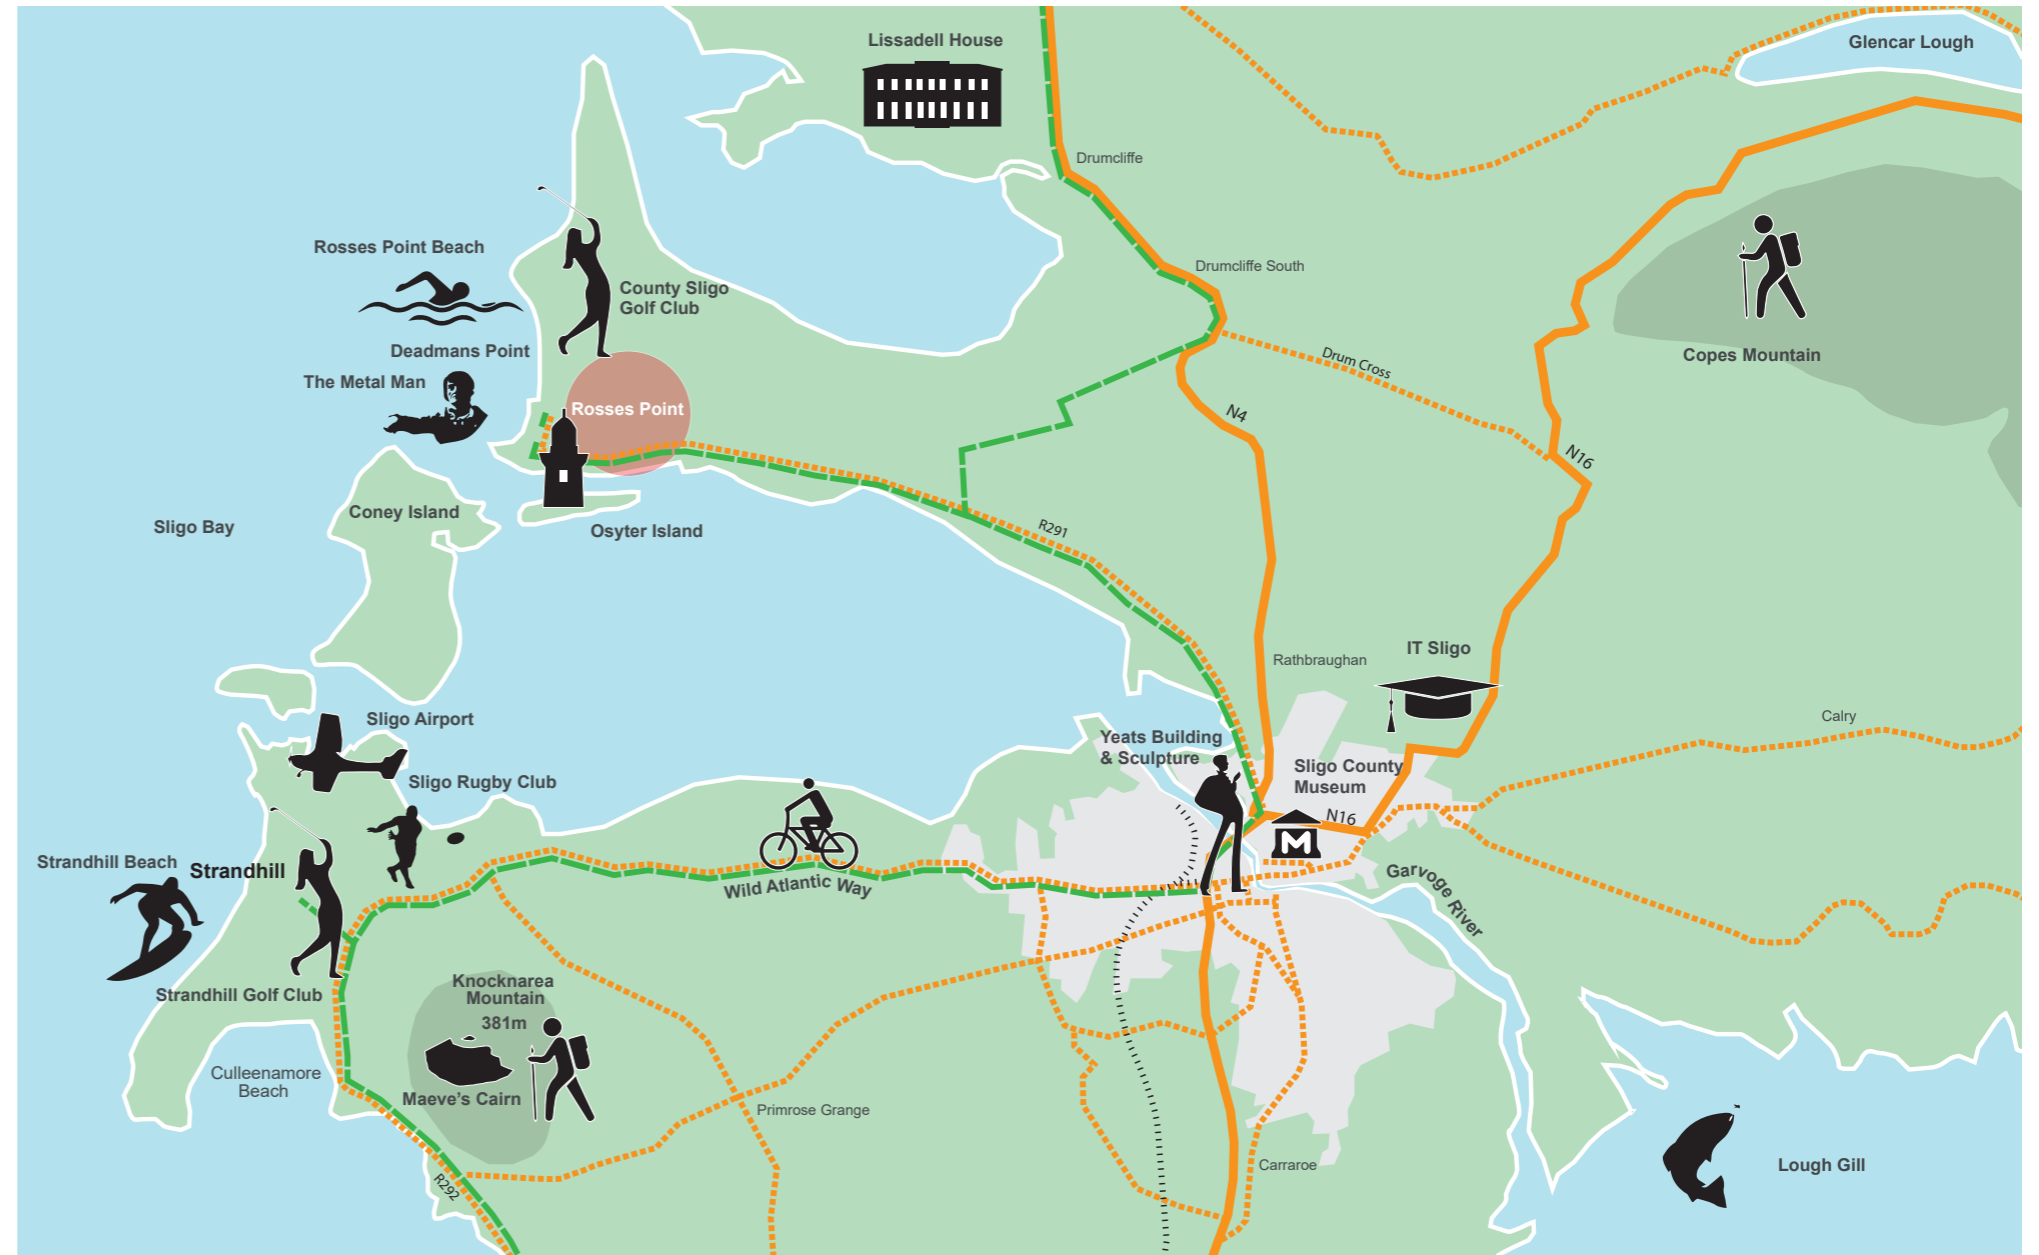 Lissadell House
Glencar Lough
Drumcliffe
Rosses Point Beach
Drumcliffe South
County Sligo
Golf Club
Deadmans Point
The Metal Man
Drum Cross
Copes Mountain
Rosses Point
N4
N16
Coney Island
Sligo Bay
Osyter Island
R291
Rathbraughan
IT Sligo
Sligo Airport
Calry
Yeats Building
& Sculpture
Sligo County
Museum
Sligo Rugby Club
N16
M
Strandhill Beach
Strandhill
Wild Atlantic Way
Garvoge River
Knocknarea
Mountain
381m
Strandhill Golf Club
Culleenamore
Beach
Maeve's Cairn
Primrose Grange
R292
Carraroe
Lough Gill